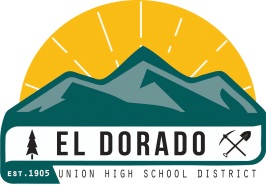 EL DORADO
EST.1905 UNION HIGH SCHOOL DISTRICT